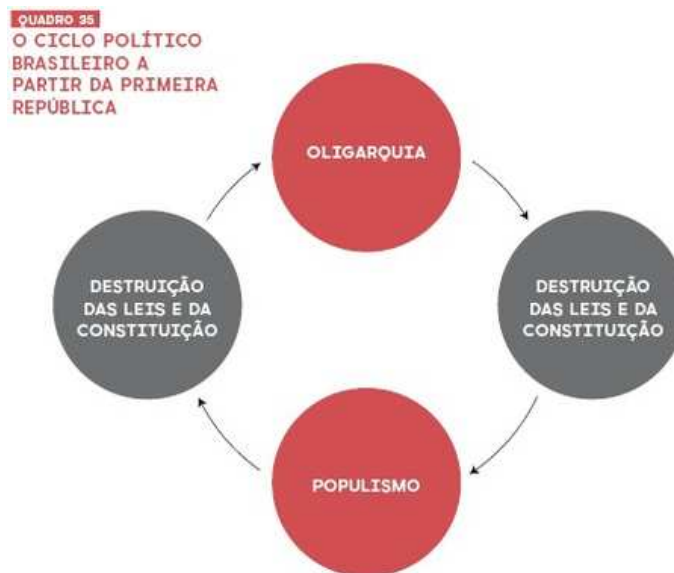 QUADRO 35
O CICLO POLÍTICO
BRASILEIRO A
PARTIR DA PRIMEIRA
REPÚBLICA
OLIGARQUIA
DESTRUIÇÃO
DAS LEIS E DA
CONSTITUIÇÃO
DESTRUIÇÃO
DAS LEIS E DA
CONSTITUIÇÃO
POPULISMO